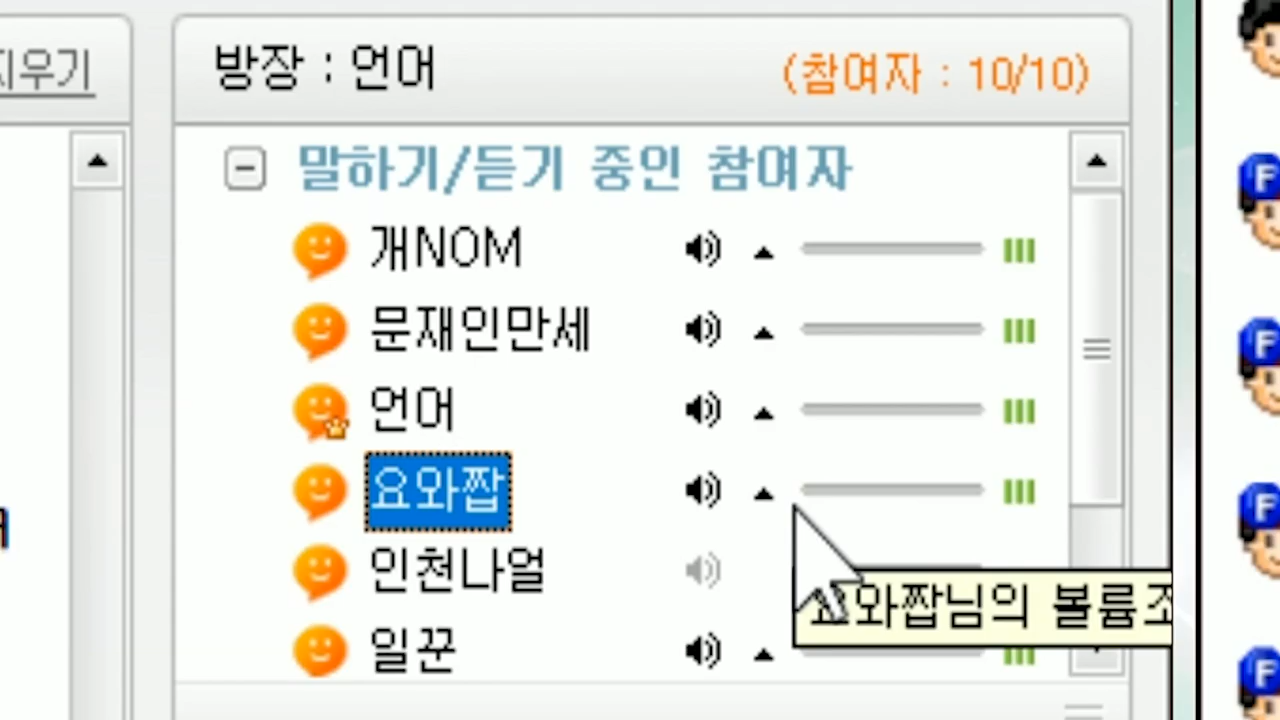 지우기
방장 : 언어
(참여자 : 10/10)
말하기/듣기 중인 참여자
개NOM
문재인만세
언어
요와짭
인천나얼
요와짭님의 볼륨조
일꾼
F
F
F
F